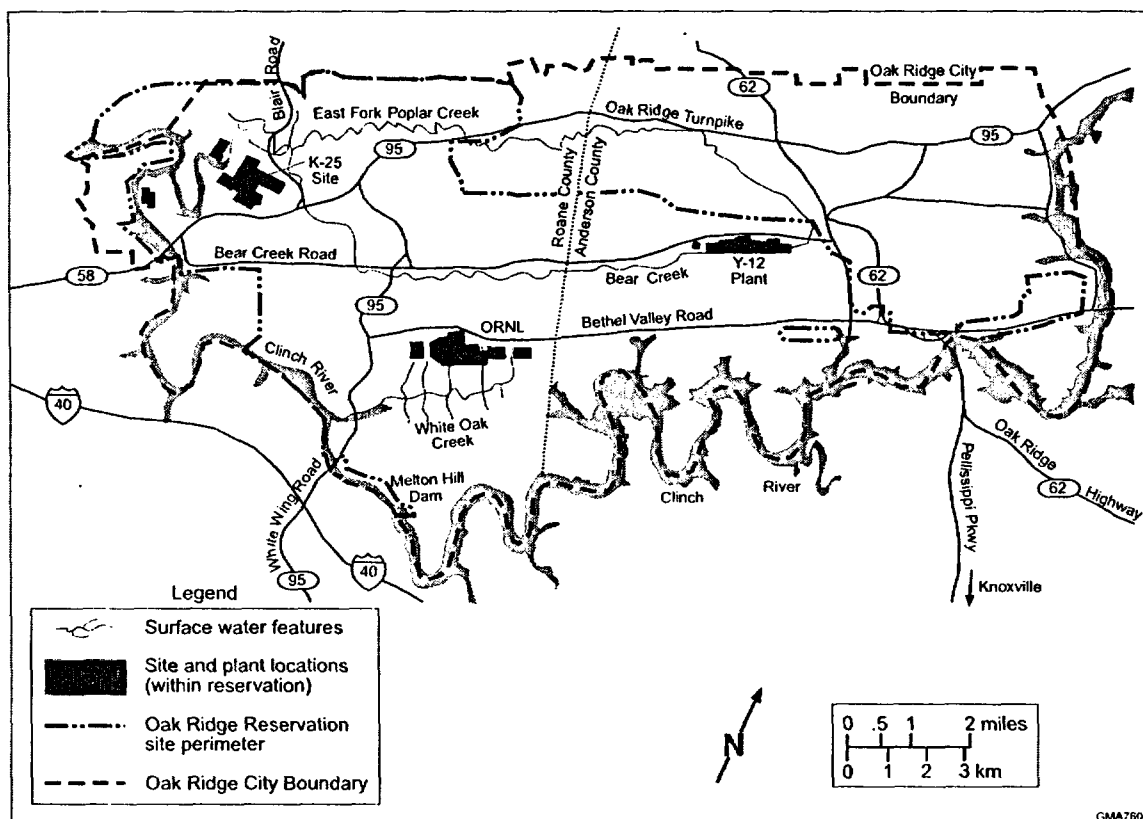 Oak Ridge City
Boundary
62
Blair Road
East Fork Poplar Creek
Oak Ridge Turnpike
95
95
K-25
Site
Roane County
Anderson County
Bear Creek Road
Bear Creek
Y-12
Plant
58
62
95
ORNL
Bethel Valley Road
Clinch River
40
White Oak
Creek
Melton Hill
Dam
White Wing Road
Clinch
River
Oak Ridge
62
Highway
Pellissippi Pkwy
95
40
Knoxville
Legend
Surface water features
Site and plant locations
(within reservation)
Oak Ridge Reservation
site perimeter
Oak Ridge City Boundary
N
0 .5 1 2 miles
0 1 2 3 km
GMA760